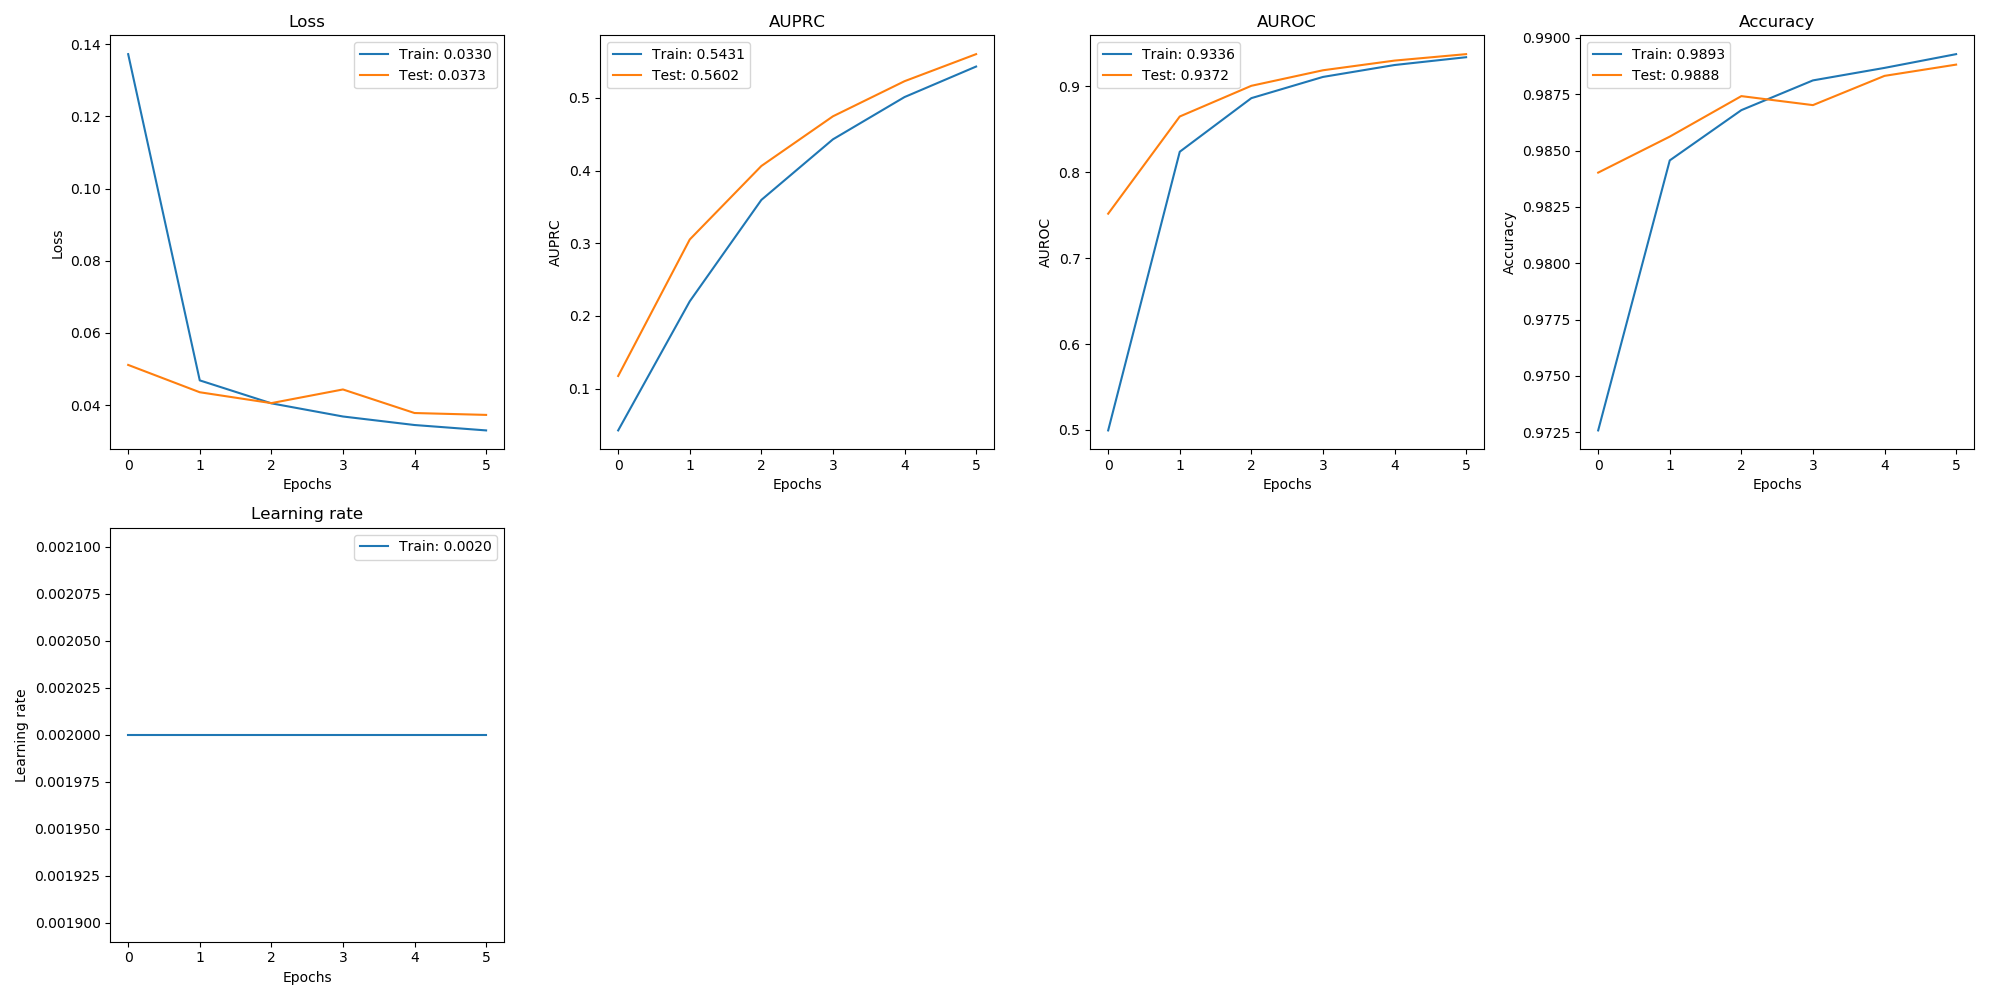 Loss
0.14
0.12
0.10
0.08
0.06
0.04
Loss
Train: 0.0330
Test: 0.0373
0 1 2 3 4 5
Epochs
AUPRC
0.5
0.4
0.3
0.2
0.1
AUPRC
Train: 0.5431
Test: 0.5602
0 1 2 3 4 5
Epochs
AUROC
0.9
0.8
0.7
0.6
0.5
AUROC
Train: 0.9336
Test: 0.9372
0 1 2 3 4 5
Epochs
Accuracy
0.9900
0.9875
0.9850
0.9825
0.9800
0.9775
0.9750
0.9725
Accuracy
Train: 0.9893
Test: 0.9888
0 1 2 3 4 5
Epochs
Learning rate
0.002100
0.002075
0.002050
0.002025
0.002000
0.001975
0.001950
0.001925
0.001900
Learning rate
Train: 0.0020
0 1 2 3 4 5
Epochs